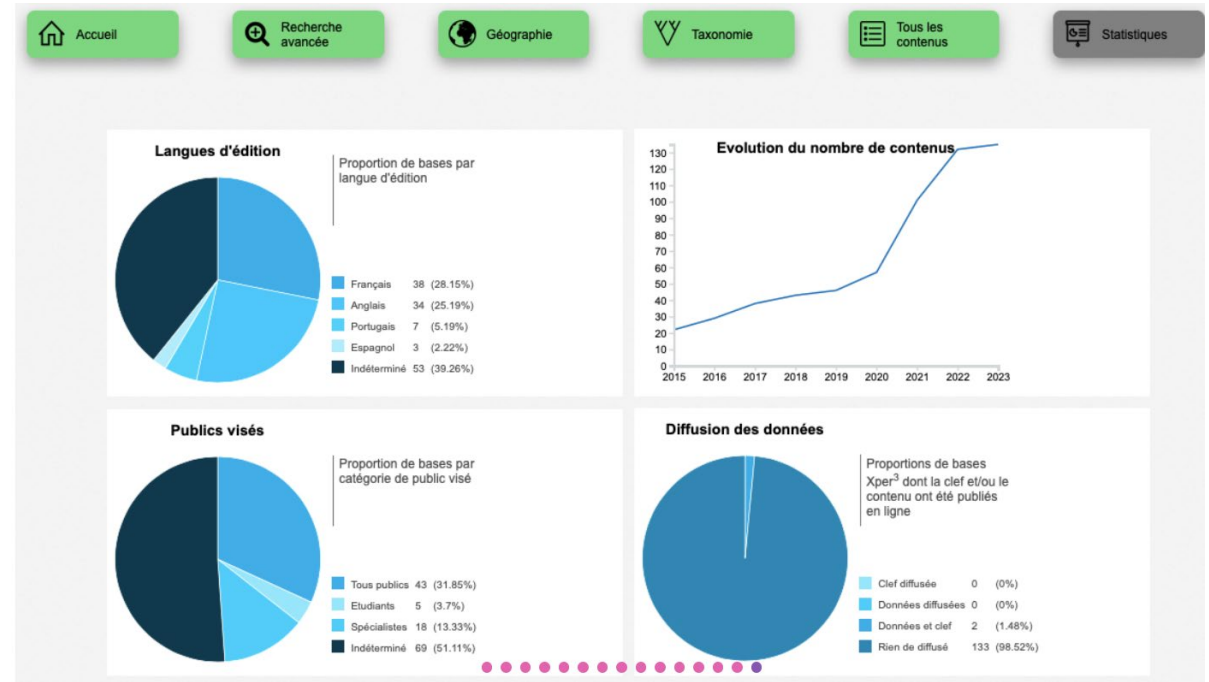 Accueil
Recherche
avancée
Géographie
Taxonomie
Tous les
contenus
Statistiques
Langues d'édition
Proportion de bases par
langue d'édition
Français 38 (28.15%)
Anglais 34 (25.19%)
Portugais 7 (5.19%)
Espagnol 3 (2.22%)
Indéterminé 53 (39.26%)
Evolution du nombre de contenus
130
120
110
100
90
80
70
60
50
40
30
20
10
0
2015 2016 2017 2018 2019 2020 2021 2022 2023
Publics visés
Proportion de bases par
catégorie de public visé
Tous publics 43 (31.85%)
Etudiants 5 (3.7%)
Spécialistes 18 (13.33%)
Indéterminé 69 (51.11%)
Diffusion des données
Proportions de bases
Xper³ dont la clef et/ou le
contenu ont été publiés
en ligne
Clef diffusée 0 (0%)
Données diffusées 0 (0%)
Données et clef 2 (1.48%)
Rien de diffusé 133 (98.52%)